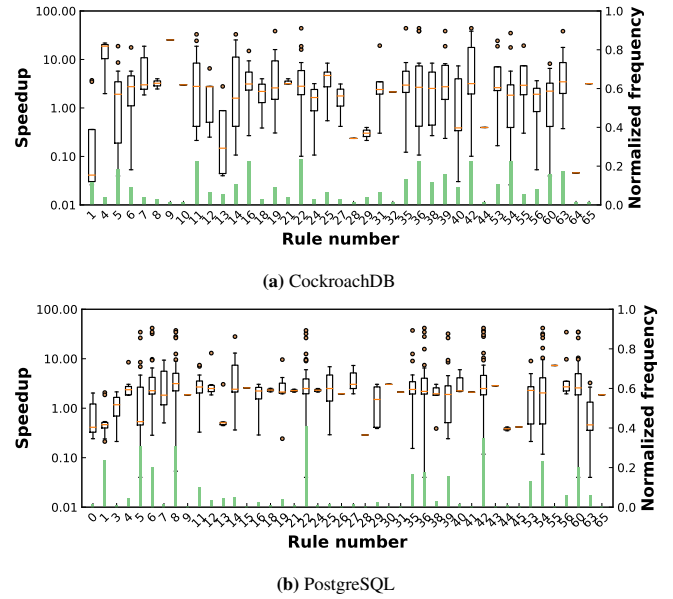 100.00
10.00
1.00
0.10
0.01
Speedup
1.0
0.8
0.6
0.4
0.2
0.0
Normalized frequency
1 4 5 6 7 8 9 10 11 12 13 14 16 18 19 21 22 24 25 27 28 29 31 32 35 36 38 39 40 42 44 53 54 55 56 60 63 64 65
Rule number
(a) CockroachDB
100.00
10.00
1.00
0.10
0.01
Speedup
1.0
0.8
0.6
0.4
0.2
0.0
Normalized frequency
0 1 3 4 5 6 7 8 9 11 12 13 14 15 16 18 19 21 22 24 25 26 27 28 29 30 31 35 36 38 39 40 41 42 43 44 45 53 54 55 56 60 63 65
Rule number
(b) PostgreSQL